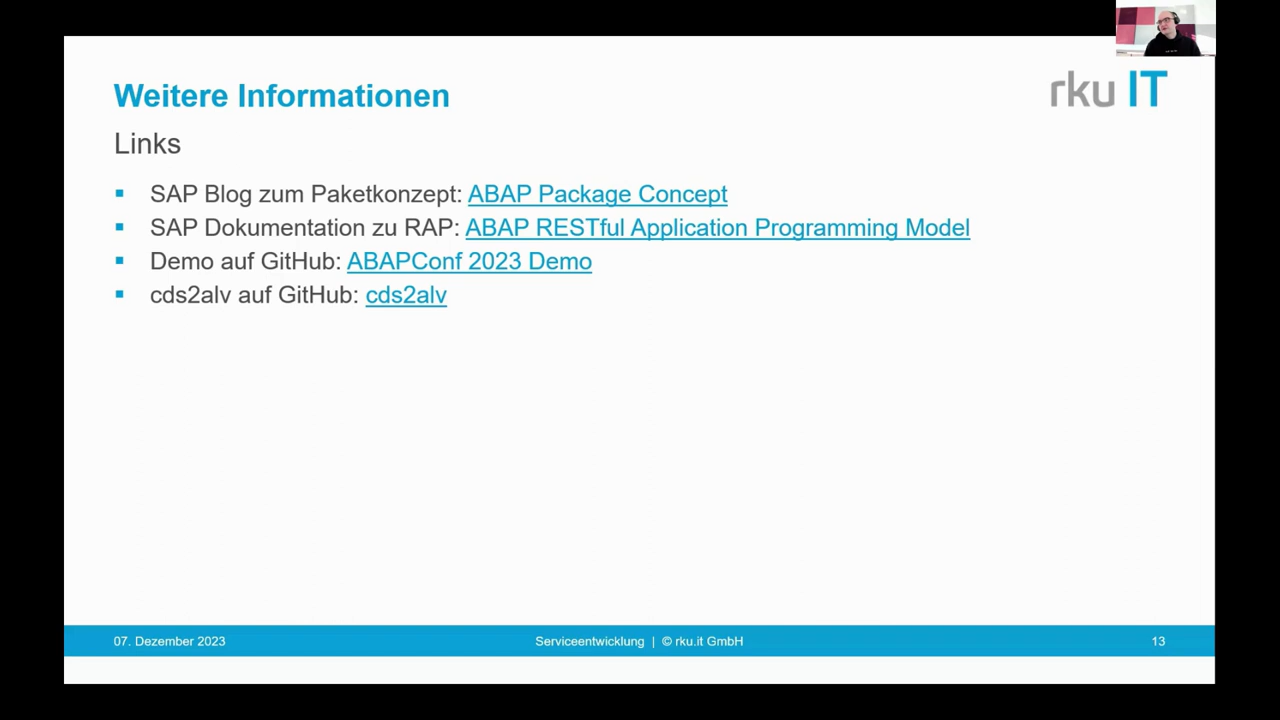 rku IT
Weitere Informationen
Links
SAP Blog zum Paketkonzept: ABAP Package Concept
SAP Dokumentation zu RAP: ABAP RESTful Application Programming Model
Demo auf GitHub: ABAPConf 2023 Demo
cds2alv auf GitHub: cds2alv
07. Dezember 2023
Serviceentwicklung | © rku.it GmbH
13